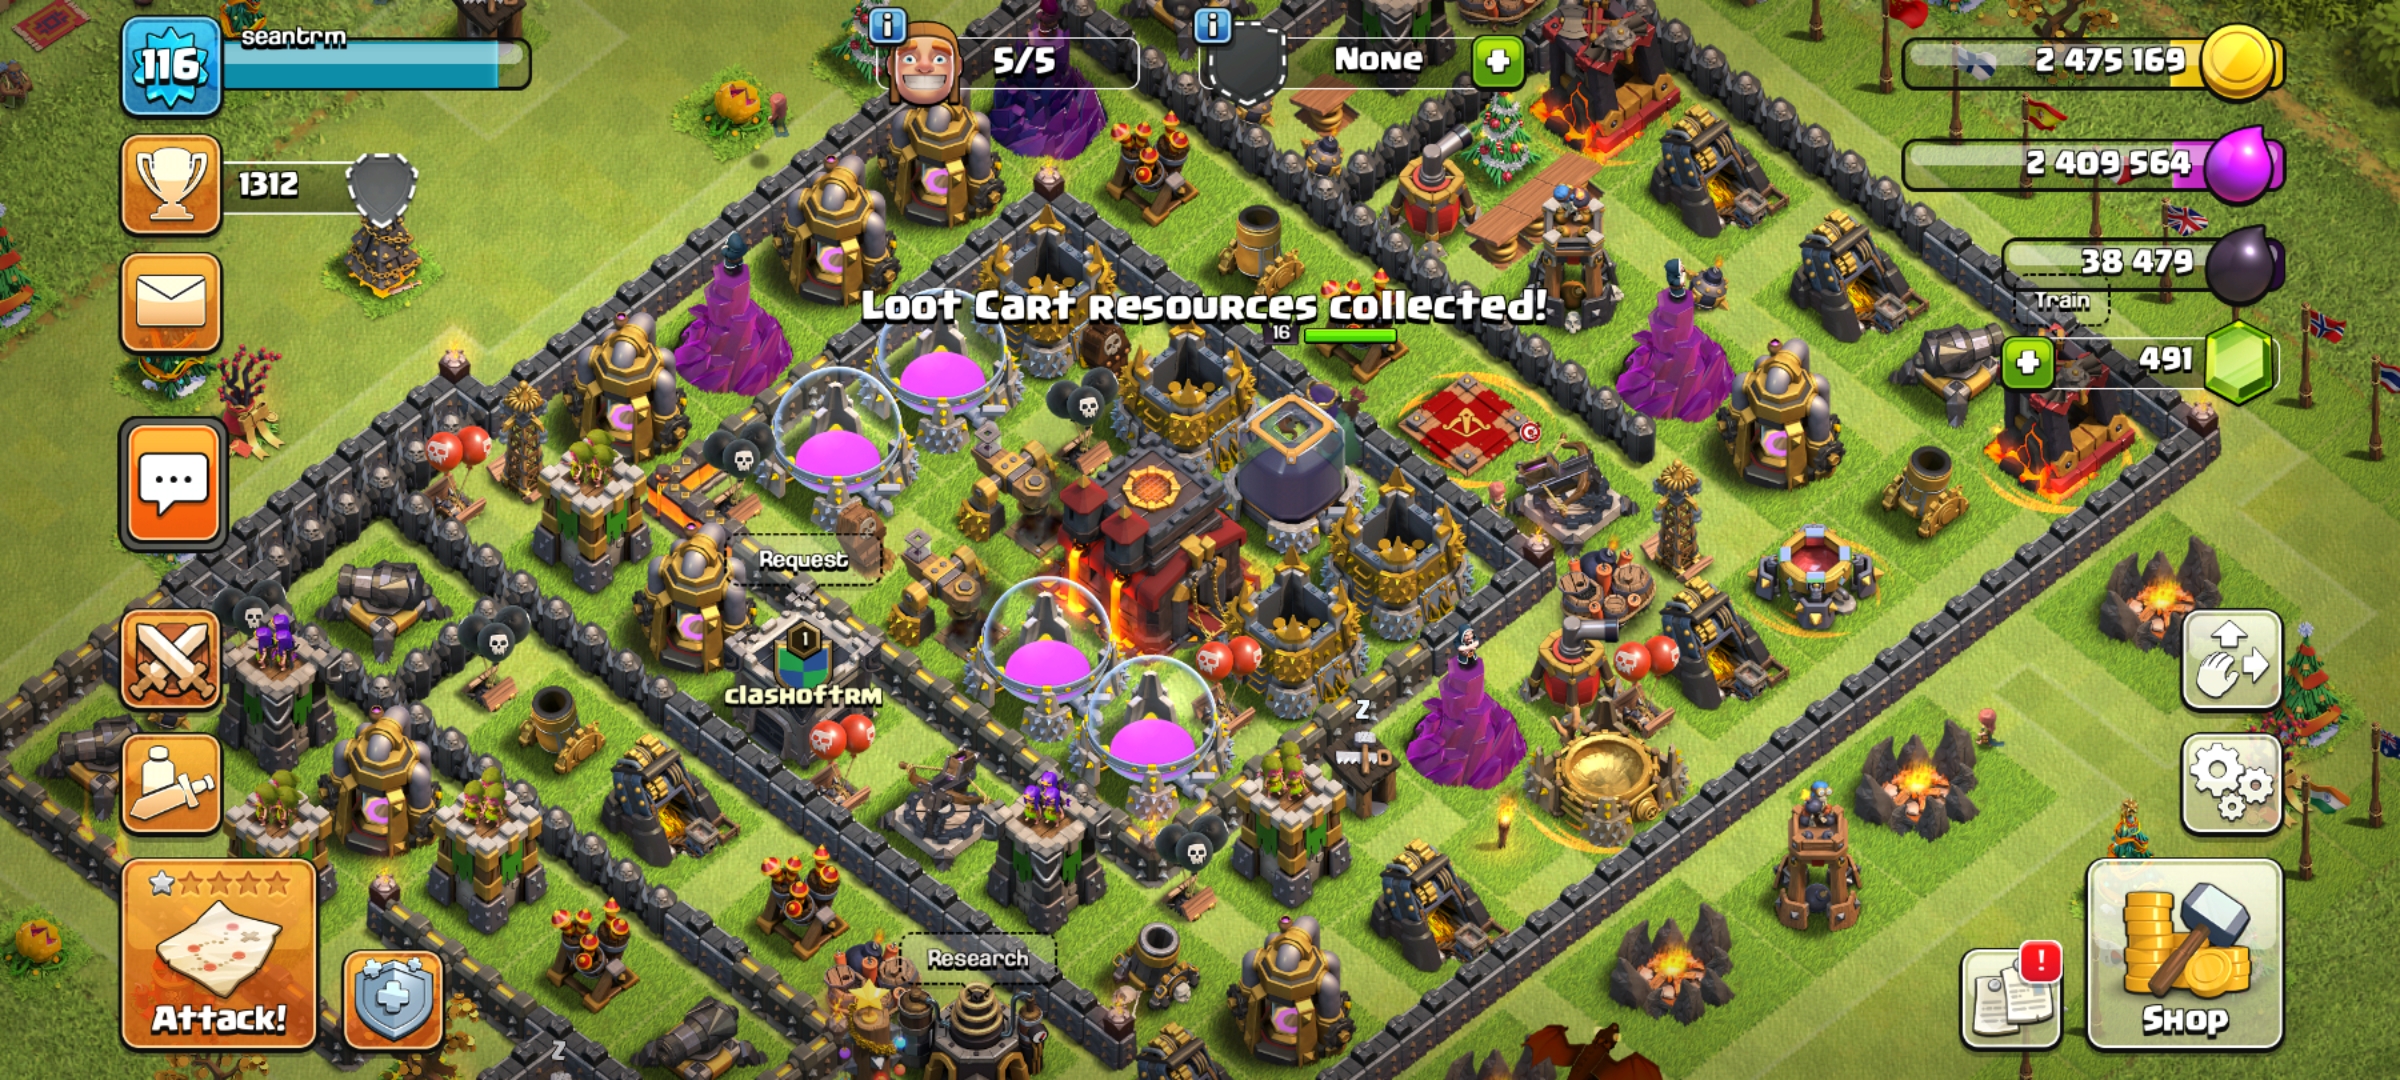 116
seantrm
5/5
None
2 475 169
1312
2 409 564
38 479
Train
Loot Cart resources collected!
16
491
Request
1
clashoftRM
Z
Research
Attack!
Z
!
Shop